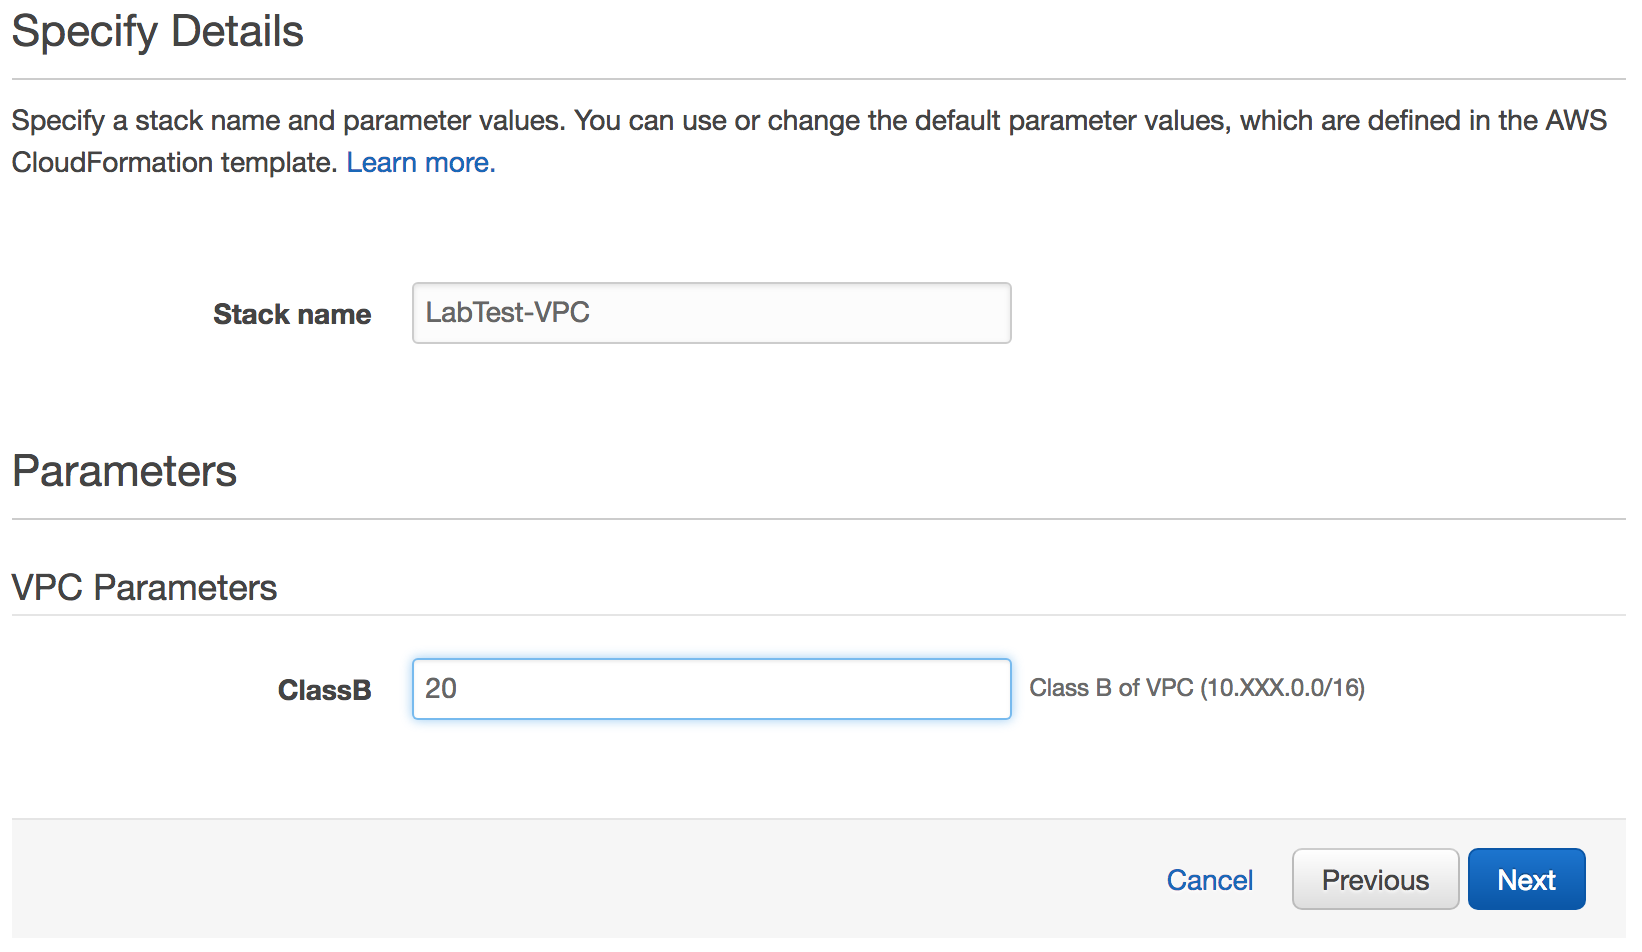 Specify Details
Specify a stack name and parameter values. You can use or change the default parameter values, which are defined in the AWS
CloudFormation template. Learn more.
Stack name LabTest-VPC
Parameters
VPC Parameters
ClassB 20 Class B of VPC (10.XXX.0.0/16)
Cancel Previous Next